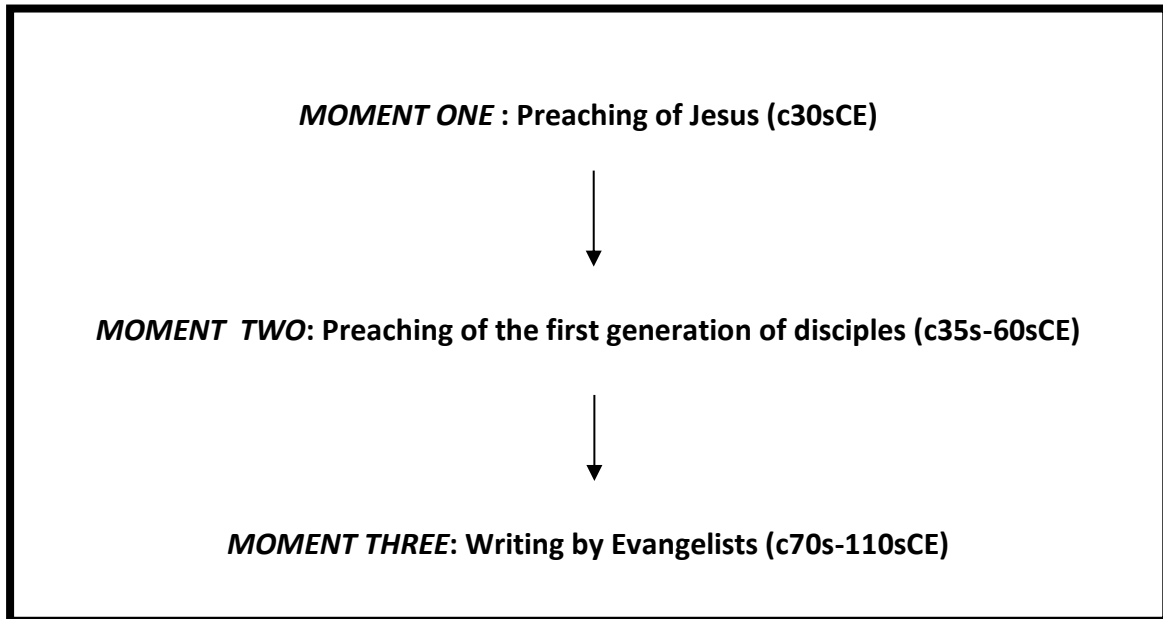 MOMENT ONE : Preaching of Jesus (c30sCE)
MOMENT TWO: Preaching of the first generation of disciples (c35s-60sCE)
MOMENT THREE: Writing by Evangelists (c70s-110sCE)